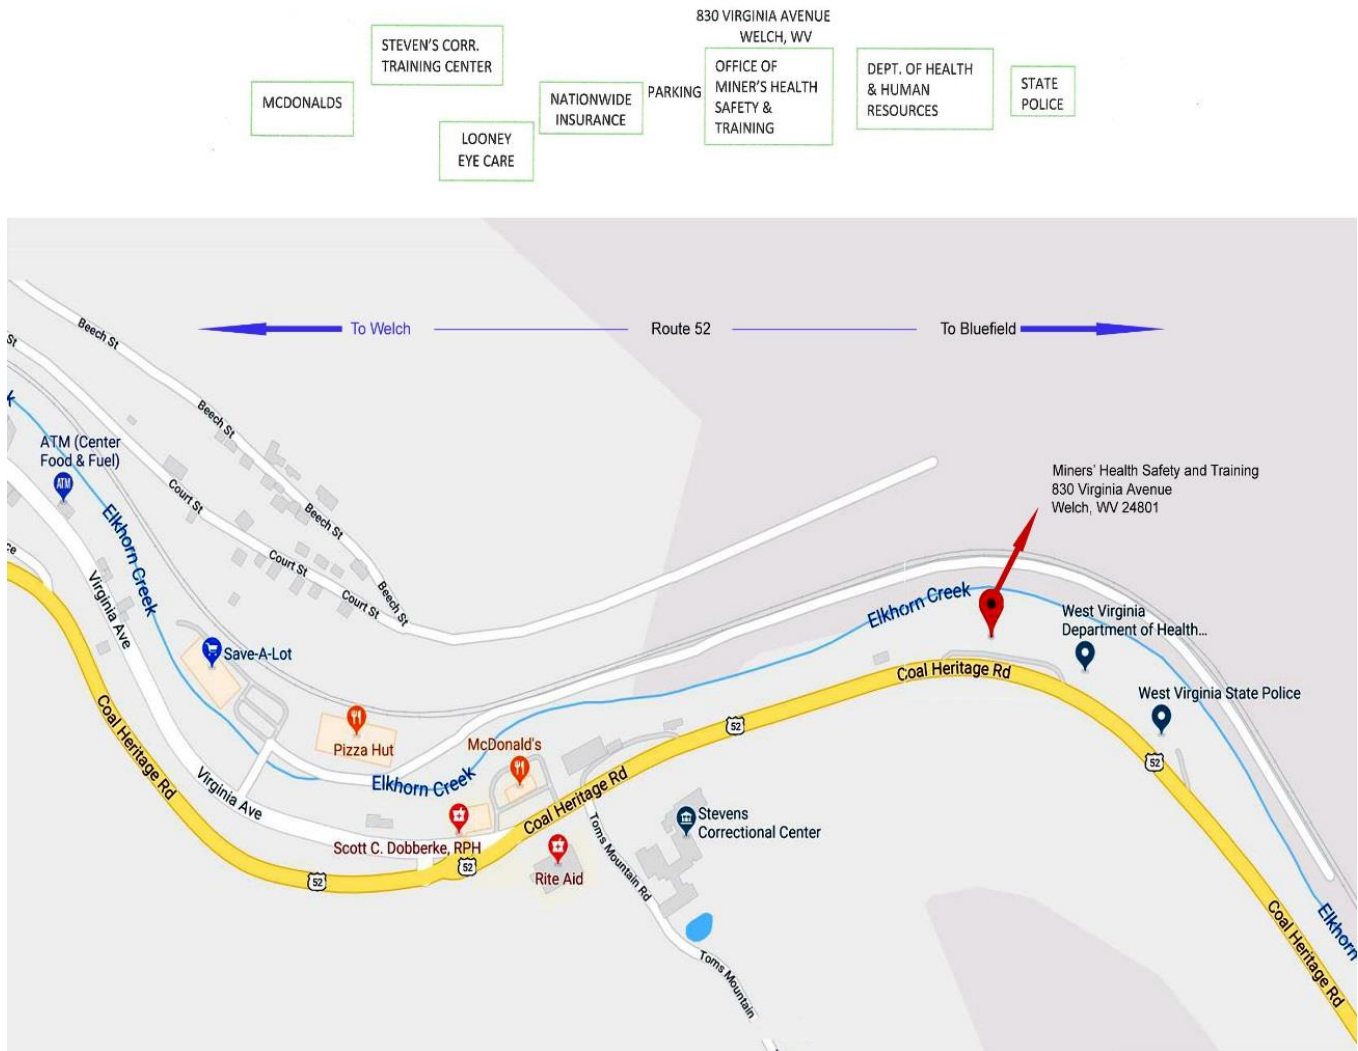 830 VIRGINIA AVENUE
WELCH, WV
STEVEN'S CORR.
TRAINING CENTER
MCDONALDS
LOONEY
EYE CARE
NATIONWIDE
INSURANCE
PARKING
OFFICE OF
MINER'S HEALTH
SAFETY &
TRAINING
DEPT. OF HEALTH
& HUMAN
RESOURCES
STATE
POLICE
To Welch
Route 52
To Bluefield
Beech St
St
Beech St
ATM (Center
Food & Fuel)
ATM
Court St
Beech St
Elkhorn Creek
Court St
Beech St
Court St
Virginia Ave
Miners' Health Safety and Training
830 Virginia Avenue
Welch, WV 24801
Elkhorn Creek
West Virginia
Department of Health...
Save-A-Lot
Coal Heritage Rd
West Virginia State Police
Coal Heritage Rd
52
Pizza Hut
McDonald's
52
Elkhorn Creek
Virginia Ave
Coal Heritage Rd
Stevens
Correctional Center
Scott C. Dobberke, RPH
52
Toms Mountain Rd
Rite Aid
52
Coal Heritage Rd
Elkhorn
Toms Mountain